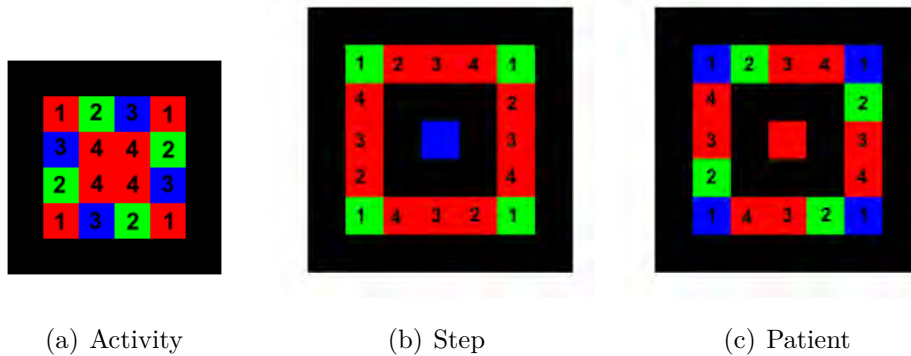 1 2 3 4 1
1 2 3 4 1
1 2 3 1
4 2
4 2
3 4 4 2
3 3
3 3
2 4 4 3
2 4
2 4
1 3 2 1
1 4 3 2 1
1 4 3 2 1
(a) Activity
(b) Step
(c) Patient